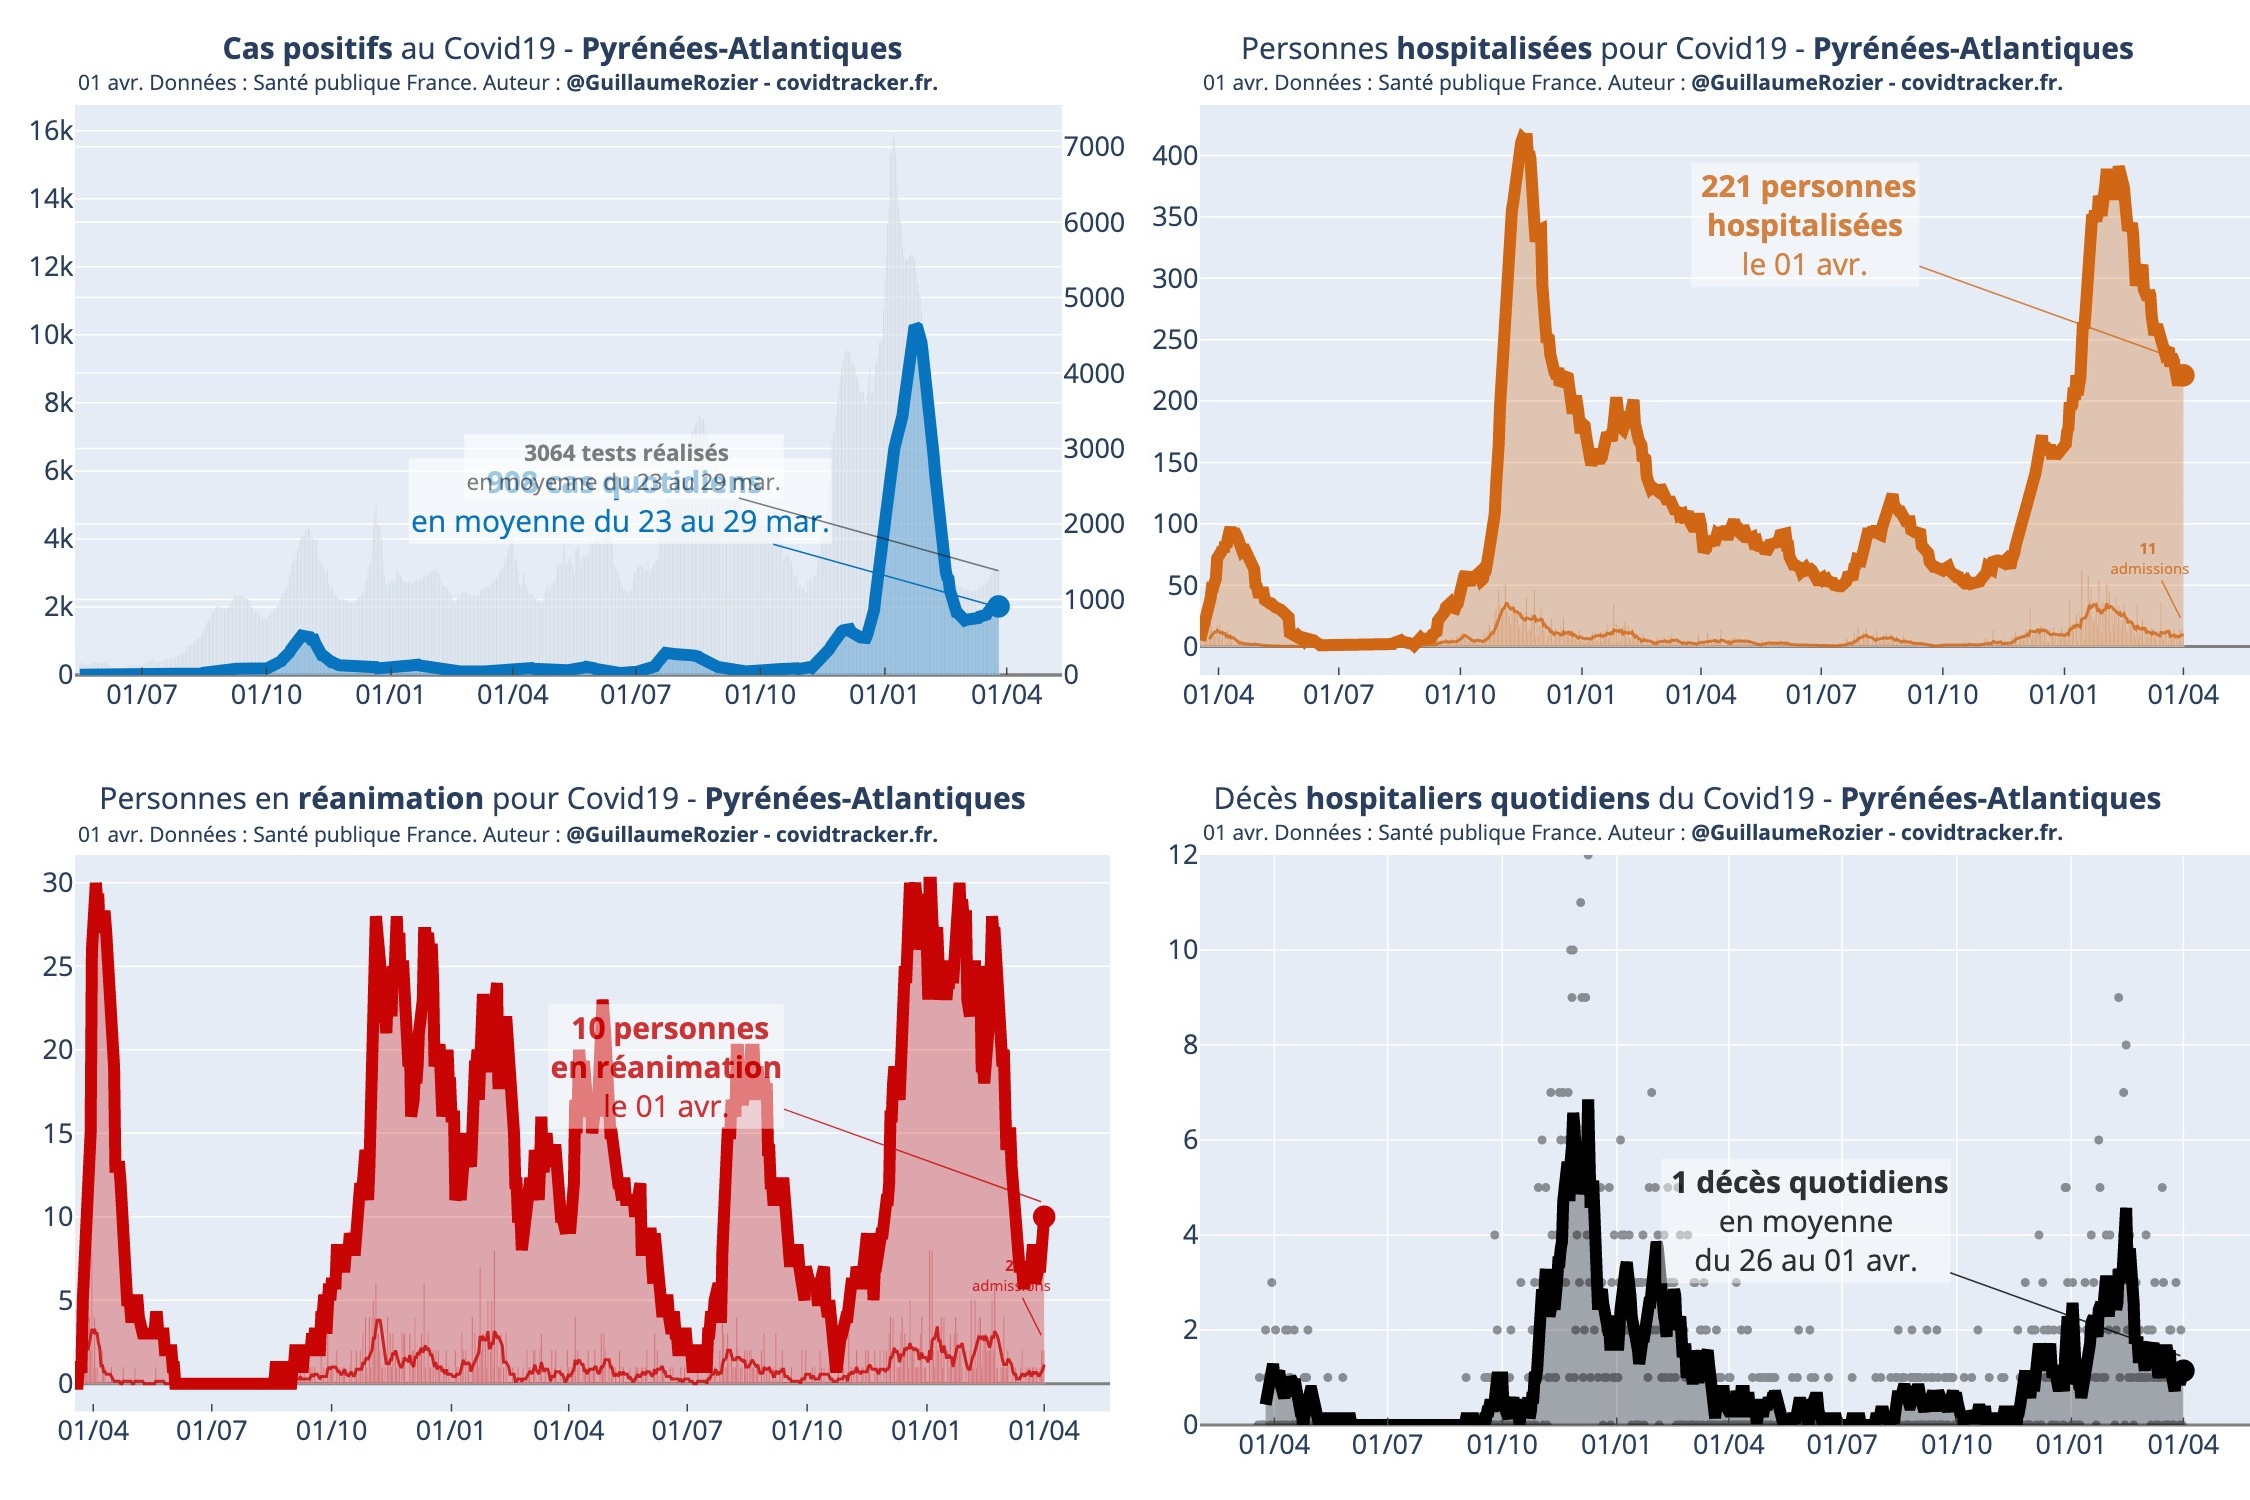 Cas positifs au Covid19 - Pyrénées-Atlantiques
01 avr. Données : Santé publique France. Auteur : @GuillaumeRozier - covidtracker.fr.
16k
14k
12k
10k
8k
6k
4k
2k
0
7000
6000
5000
4000
3000
2000
1000
0
3064 tests réalisés
en moyenne du 23 au 29 mar.
908 cas quotidiens
en moyenne du 23 au 29 mar.
01/07 01/10 01/01 01/04 01/07 01/10 01/01 01/04
Personnes hospitalisées pour Covid19 - Pyrénées-Atlantiques
01 avr. Données : Santé publique France. Auteur : @GuillaumeRozier - covidtracker.fr.
400
350
300
250
200
150
100
50
0
221 personnes
hospitalisées
le 01 avr.
11
admissions
01/04 01/07 01/10 01/01 01/04 01/07 01/10 01/01 01/04
Personnes en réanimation pour Covid19 - Pyrénées-Atlantiques
01 avr. Données : Santé publique France. Auteur : @GuillaumeRozier - covidtracker.fr.
30
25
20
15
10
5
0
10 personnes
en réanimation
le 01 avr.
2
admissions
01/04 01/07 01/10 01/01 01/04 01/07 01/10 01/01 01/04
Décès hospitaliers quotidiens du Covid19 - Pyrénées-Atlantiques
01 avr. Données : Santé publique France. Auteur : @GuillaumeRozier - covidtracker.fr.
12
10
8
6
4
2
0
1 décès quotidiens
en moyenne
du 26 au 01 avr.
01/04 01/07 01/10 01/01 01/04 01/07 01/10 01/01 01/04